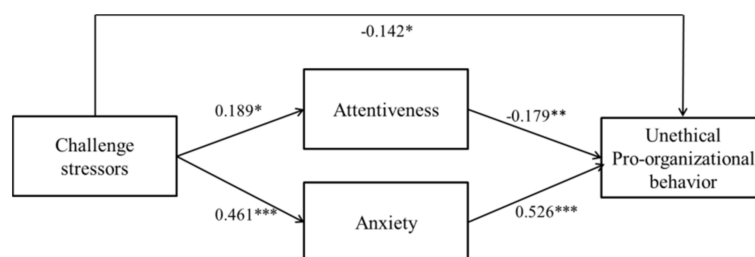 -0.142*
0.189*
Attentiveness
-0.179**
Challenge
stressors
Unethical
Pro-organizational
behavior
0.461***
Anxiety
0.526***